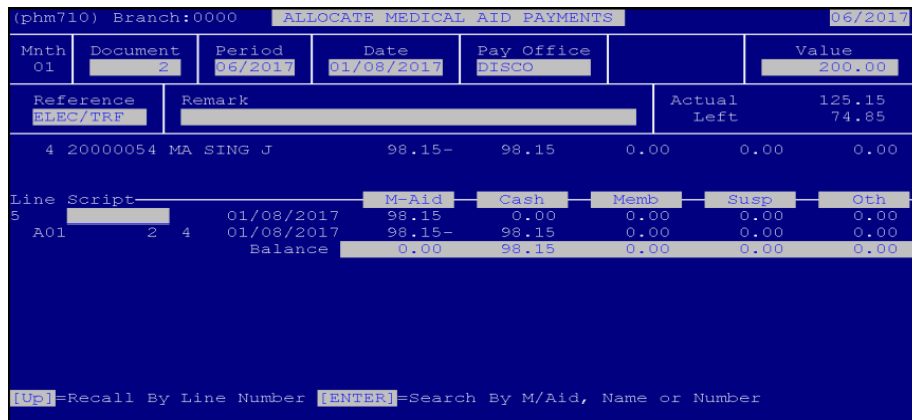 (phm710) Branch:0000 ALLOCATE MEDICAL AID PAYMENTS 06/2017
Mnth Document Period Date Pay Office Value
01 2 06/2017 01/08/2017 DISCO 200.00
Reference Remark Actual 125.15
ELEC/TRF Left 74.85
4 20000054 MA SING J 98.15- 98.15 0.00 0.00 0.00
Line Script M-Aid Cash Memb Susp Oth
5 01/08/2017 98.15 0.00 0.00 0.00 0.00
A01 2 4 01/08/2017 98.15- 98.15 0.00 0.00 0.00
Balance 0.00 98.15 0.00 0.00 0.00
[Up]=Recall By Line Number [ENTER]=Search By M/Aid, Name or Number